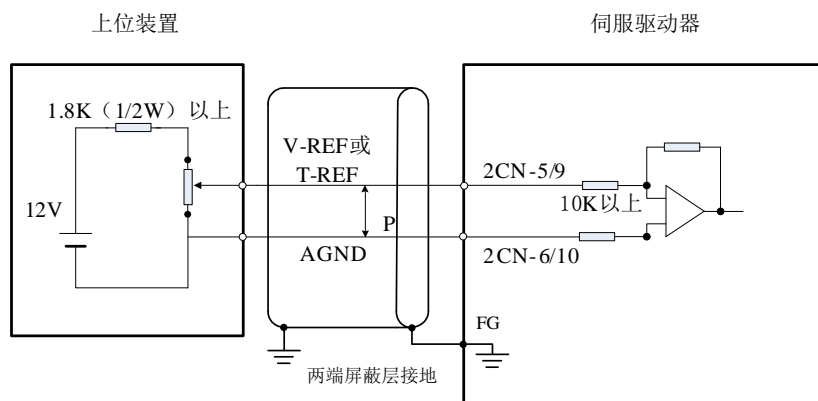 上位装置
伺服驱动器
1.8K（1/2W）以上
V-REF或
T-REF
2CN-5/9
10K以上
12V
P
AGND
2CN-6/10
FG
两端屏蔽层接地